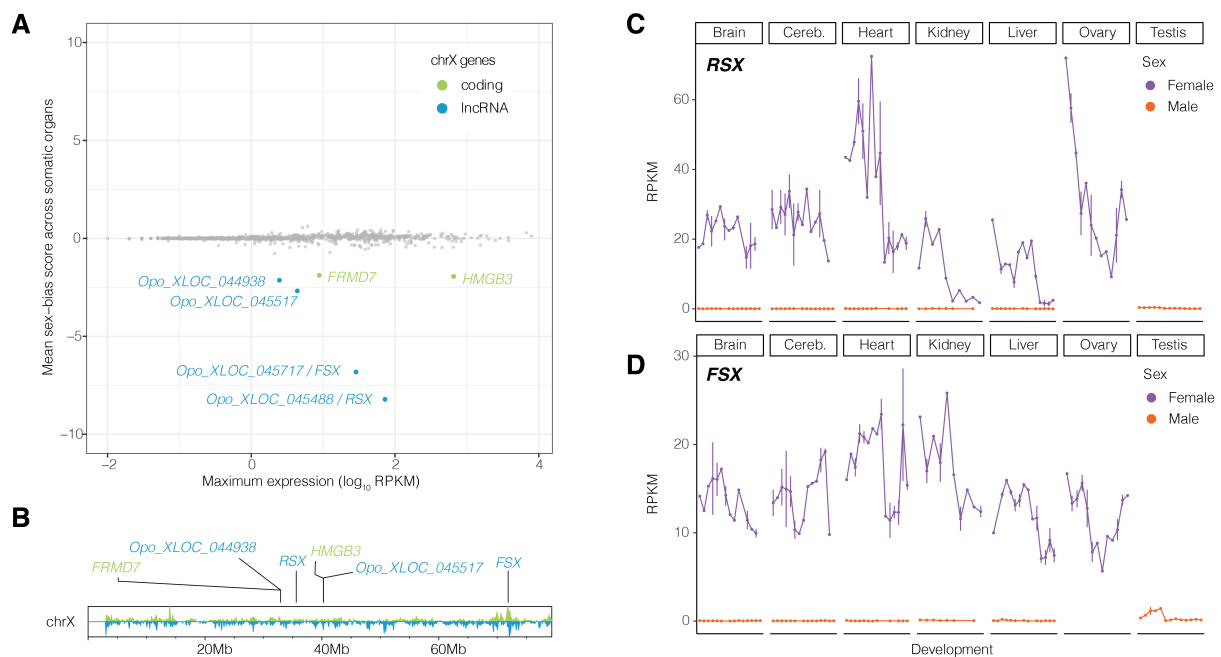 A
10
5
0
−5
−10
−2
0
2
4
Mean sex−bias score across somatic organs
Maximum expression (log10 RPKM)
chrX genes
coding
lncRNA
Opo_XLOC_044938
FRMD7
HMGB3
Opo_XLOC_045517
Opo_XLOC_045717 / FSX
Opo_XLOC_045488 / RSX
B
Opo_XLOC_044938
FRMD7
RSX
HMGB3
Opo_XLOC_045517
FSX
chrX
20Mb
40Mb
60Mb
C
Brain
Cereb.
Heart
Kidney
Liver
Ovary
Testis
RSX
Sex
Female
Male
60
40
20
0
RPKM
D
Brain
Cereb.
Heart
Kidney
Liver
Ovary
Testis
FSX
Sex
Female
Male
30
20
10
0
RPKM
Development